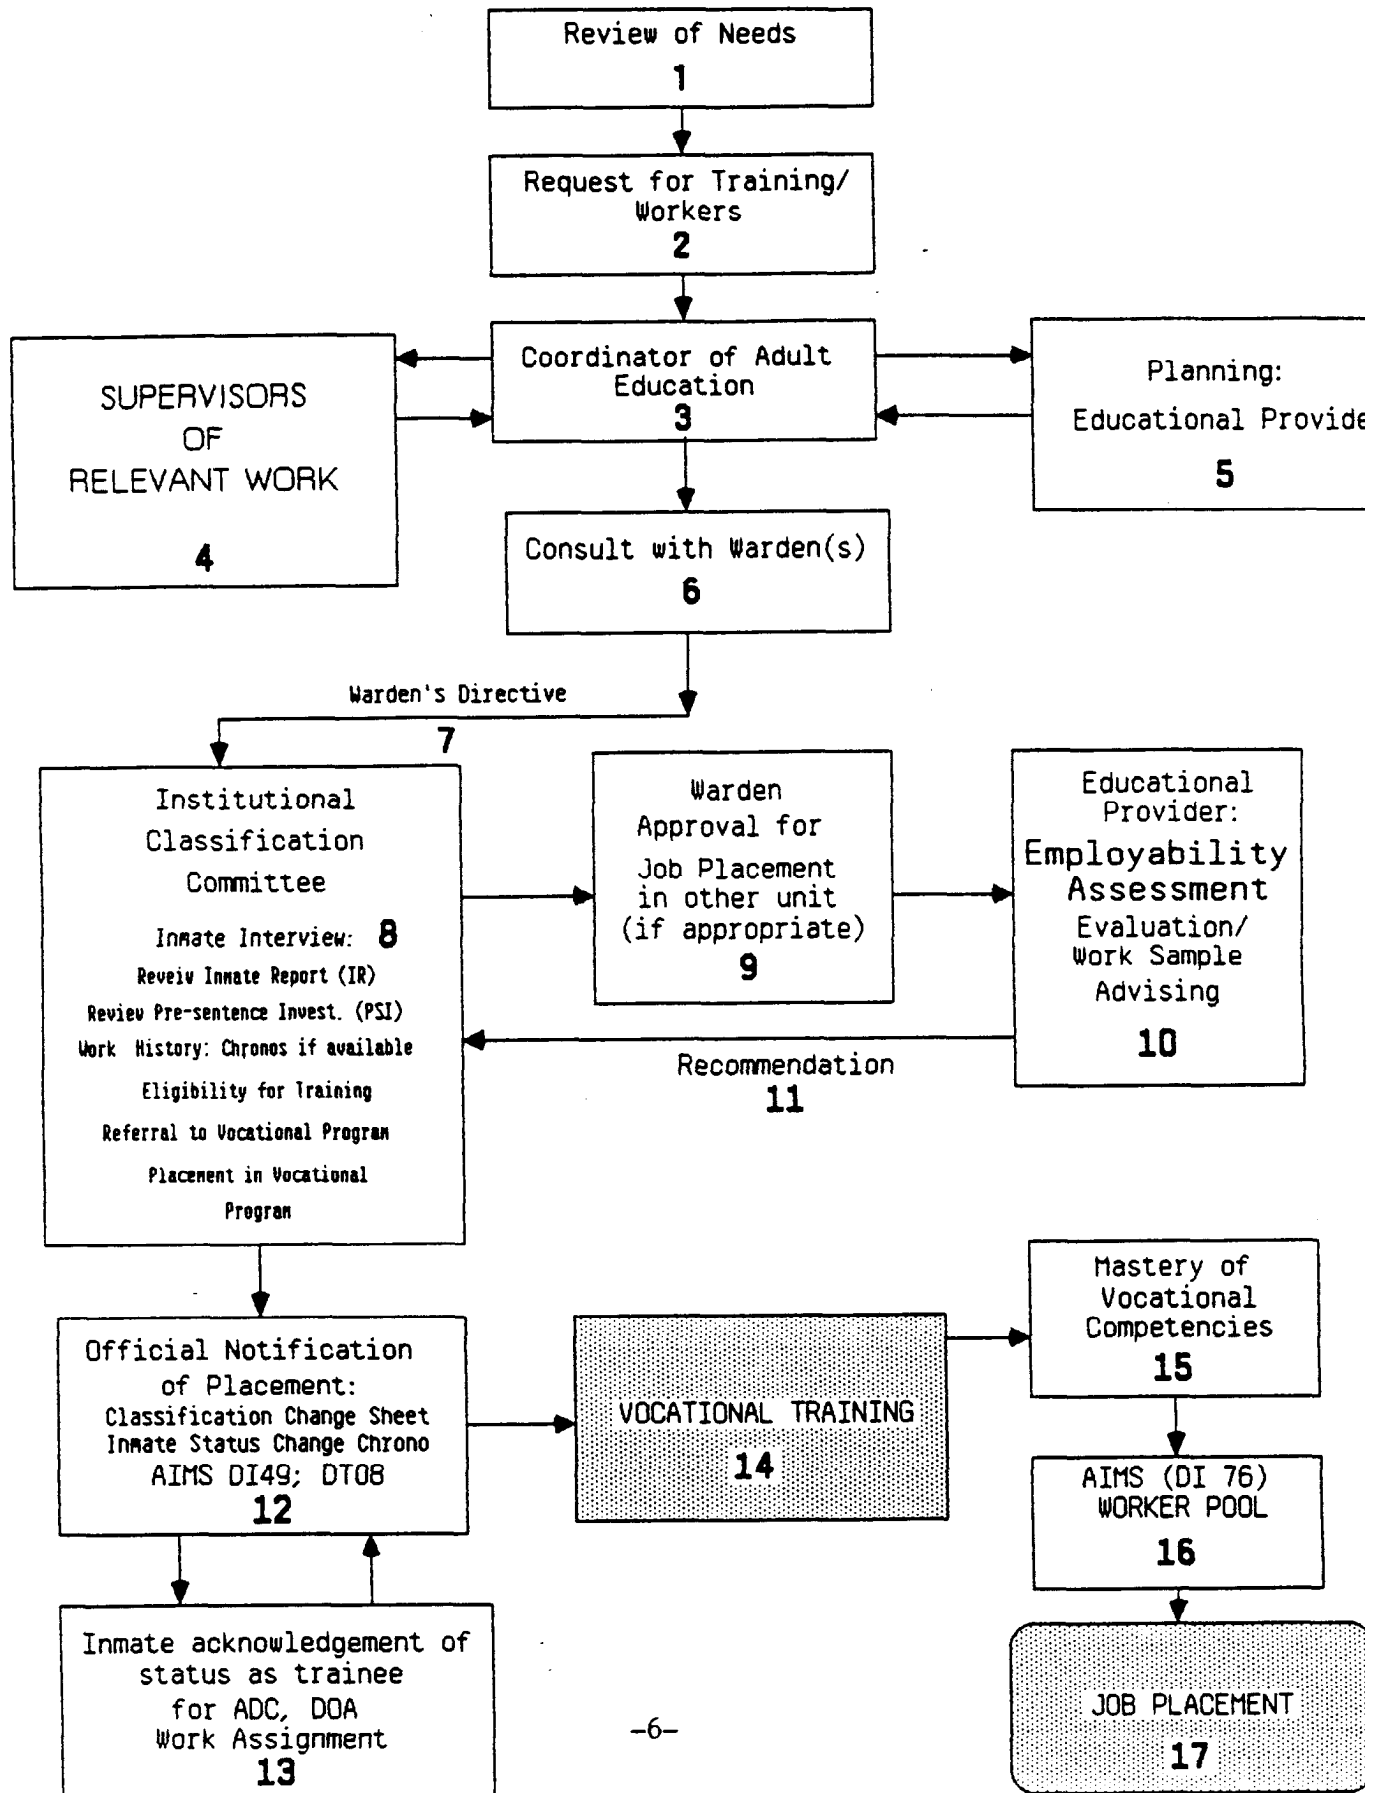 Review of Needs
1
Request for Training/
Workers
2
Coordinator of Adult
Education
3
SUPERVISORS
OF
RELEVANT WORK
4
Planning:
Educational Provide
5
Consult with Warden(s)
6
Warden's Directive
7
Institutional
Classification
Committee
Inmate Interview: 8
Reveiw Inmate Report (IR)
Review Pre-sentence Invest. (PSI)
Work History: Chronos if available
Eligibility for Training
Referral to Vocational Program
Placement in Vocational
Program
Warden
Approval for
Job Placement
in other unit
(if appropriate)
9
Educational
Provider:
Employability
Assessment
Evaluation/
Work Sample
Advising
10
Recommendation
11
Official Notification
of Placement:
Classification Change Sheet
Inmate Status Change Chrono
AIMS DI49; DT08
12
Inmate acknowledgement of
status as trainee
for ADC, DOA
Work Assignment
13
VOCATIONAL TRAINING
14
Mastery of
Vocational
Competencies
15
AIMS (DI 76)
WORKER POOL
16
JOB PLACEMENT
17
-6-